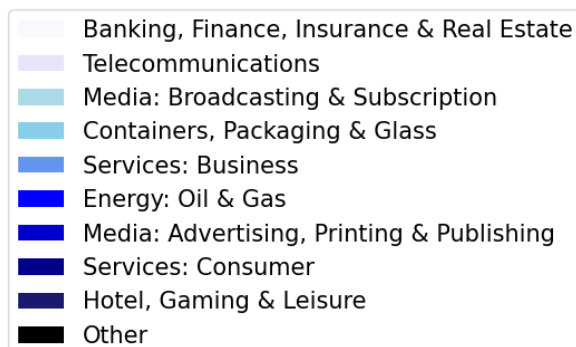 Banking, Finance, Insurance & Real Estate
Telecommunications
Media: Broadcasting & Subscription
Containers, Packaging & Glass
Services: Business
Energy: Oil & Gas
Media: Advertising, Printing & Publishing
Services: Consumer
Hotel, Gaming & Leisure
Other